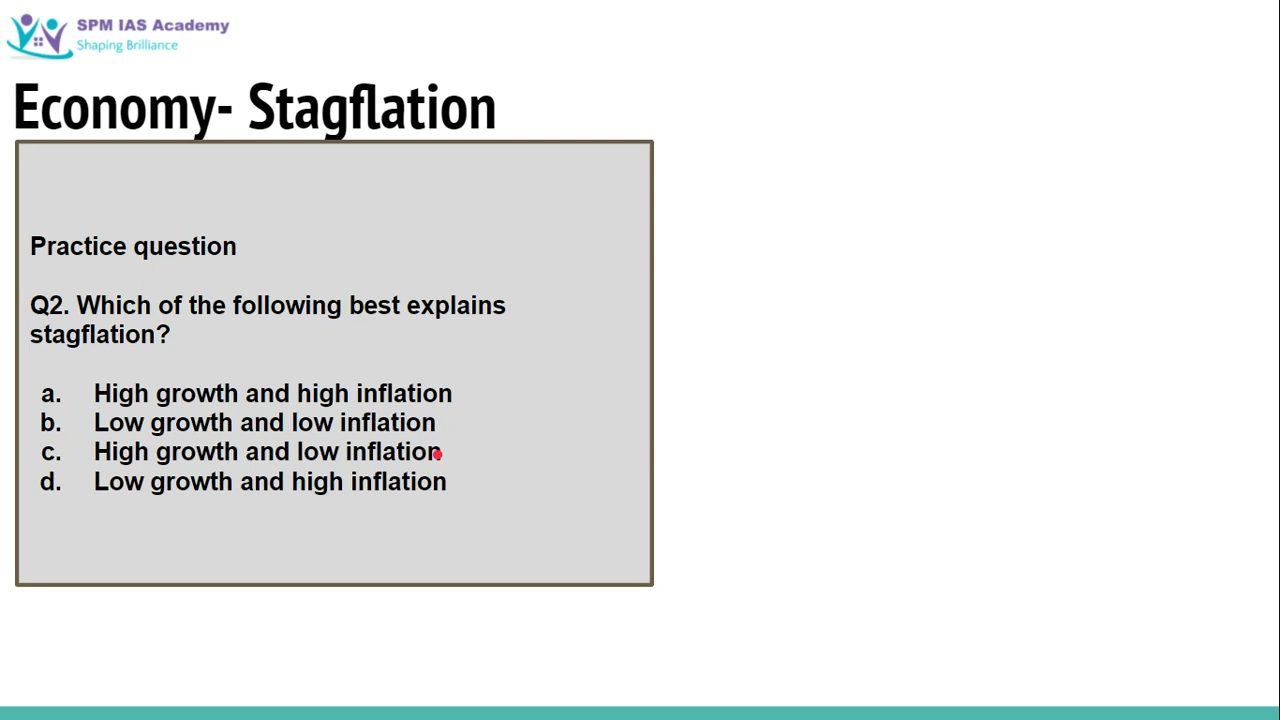 SPM IAS Academy
Shaping Brilliance
Economy- Stagflation
Practice question
Q2. Which of the following best explains
stagflation?
a. High growth and high inflation
b. Low growth and low inflation
c. High growth and low inflation
d. Low growth and high inflation